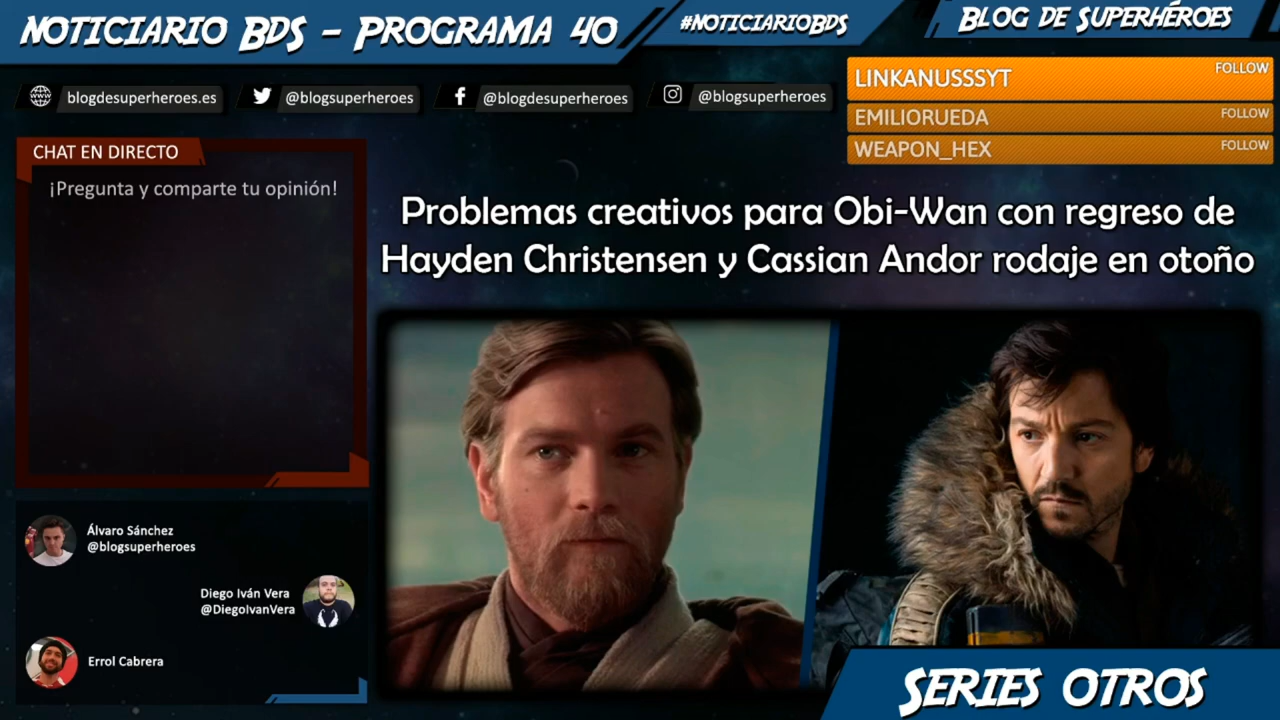 NOTICIARIO BDS - PROGRAMA 40
#NOTICIARIOBDS
BLOG DE SUPERHÉROES
www
blogdesuperheroes.es
@blogsuperheroes
@blogdesuperheroes
@blogsuperheroes
LINKANUSSSYT FOLLOW
EMILIORUEDA FOLLOW
WEAPON_HEX FOLLOW
CHAT EN DIRECTO
¡Pregunta y comparte tu opinión!
Problemas creativos para Obi-Wan con regreso de
Hayden Christensen y Cassian Andor rodaje en otoño
Álvaro Sánchez
@blogsuperheroes
Diego Iván Vera
@DiegoIvanVera
Errol Cabrera
SERIES OTROS